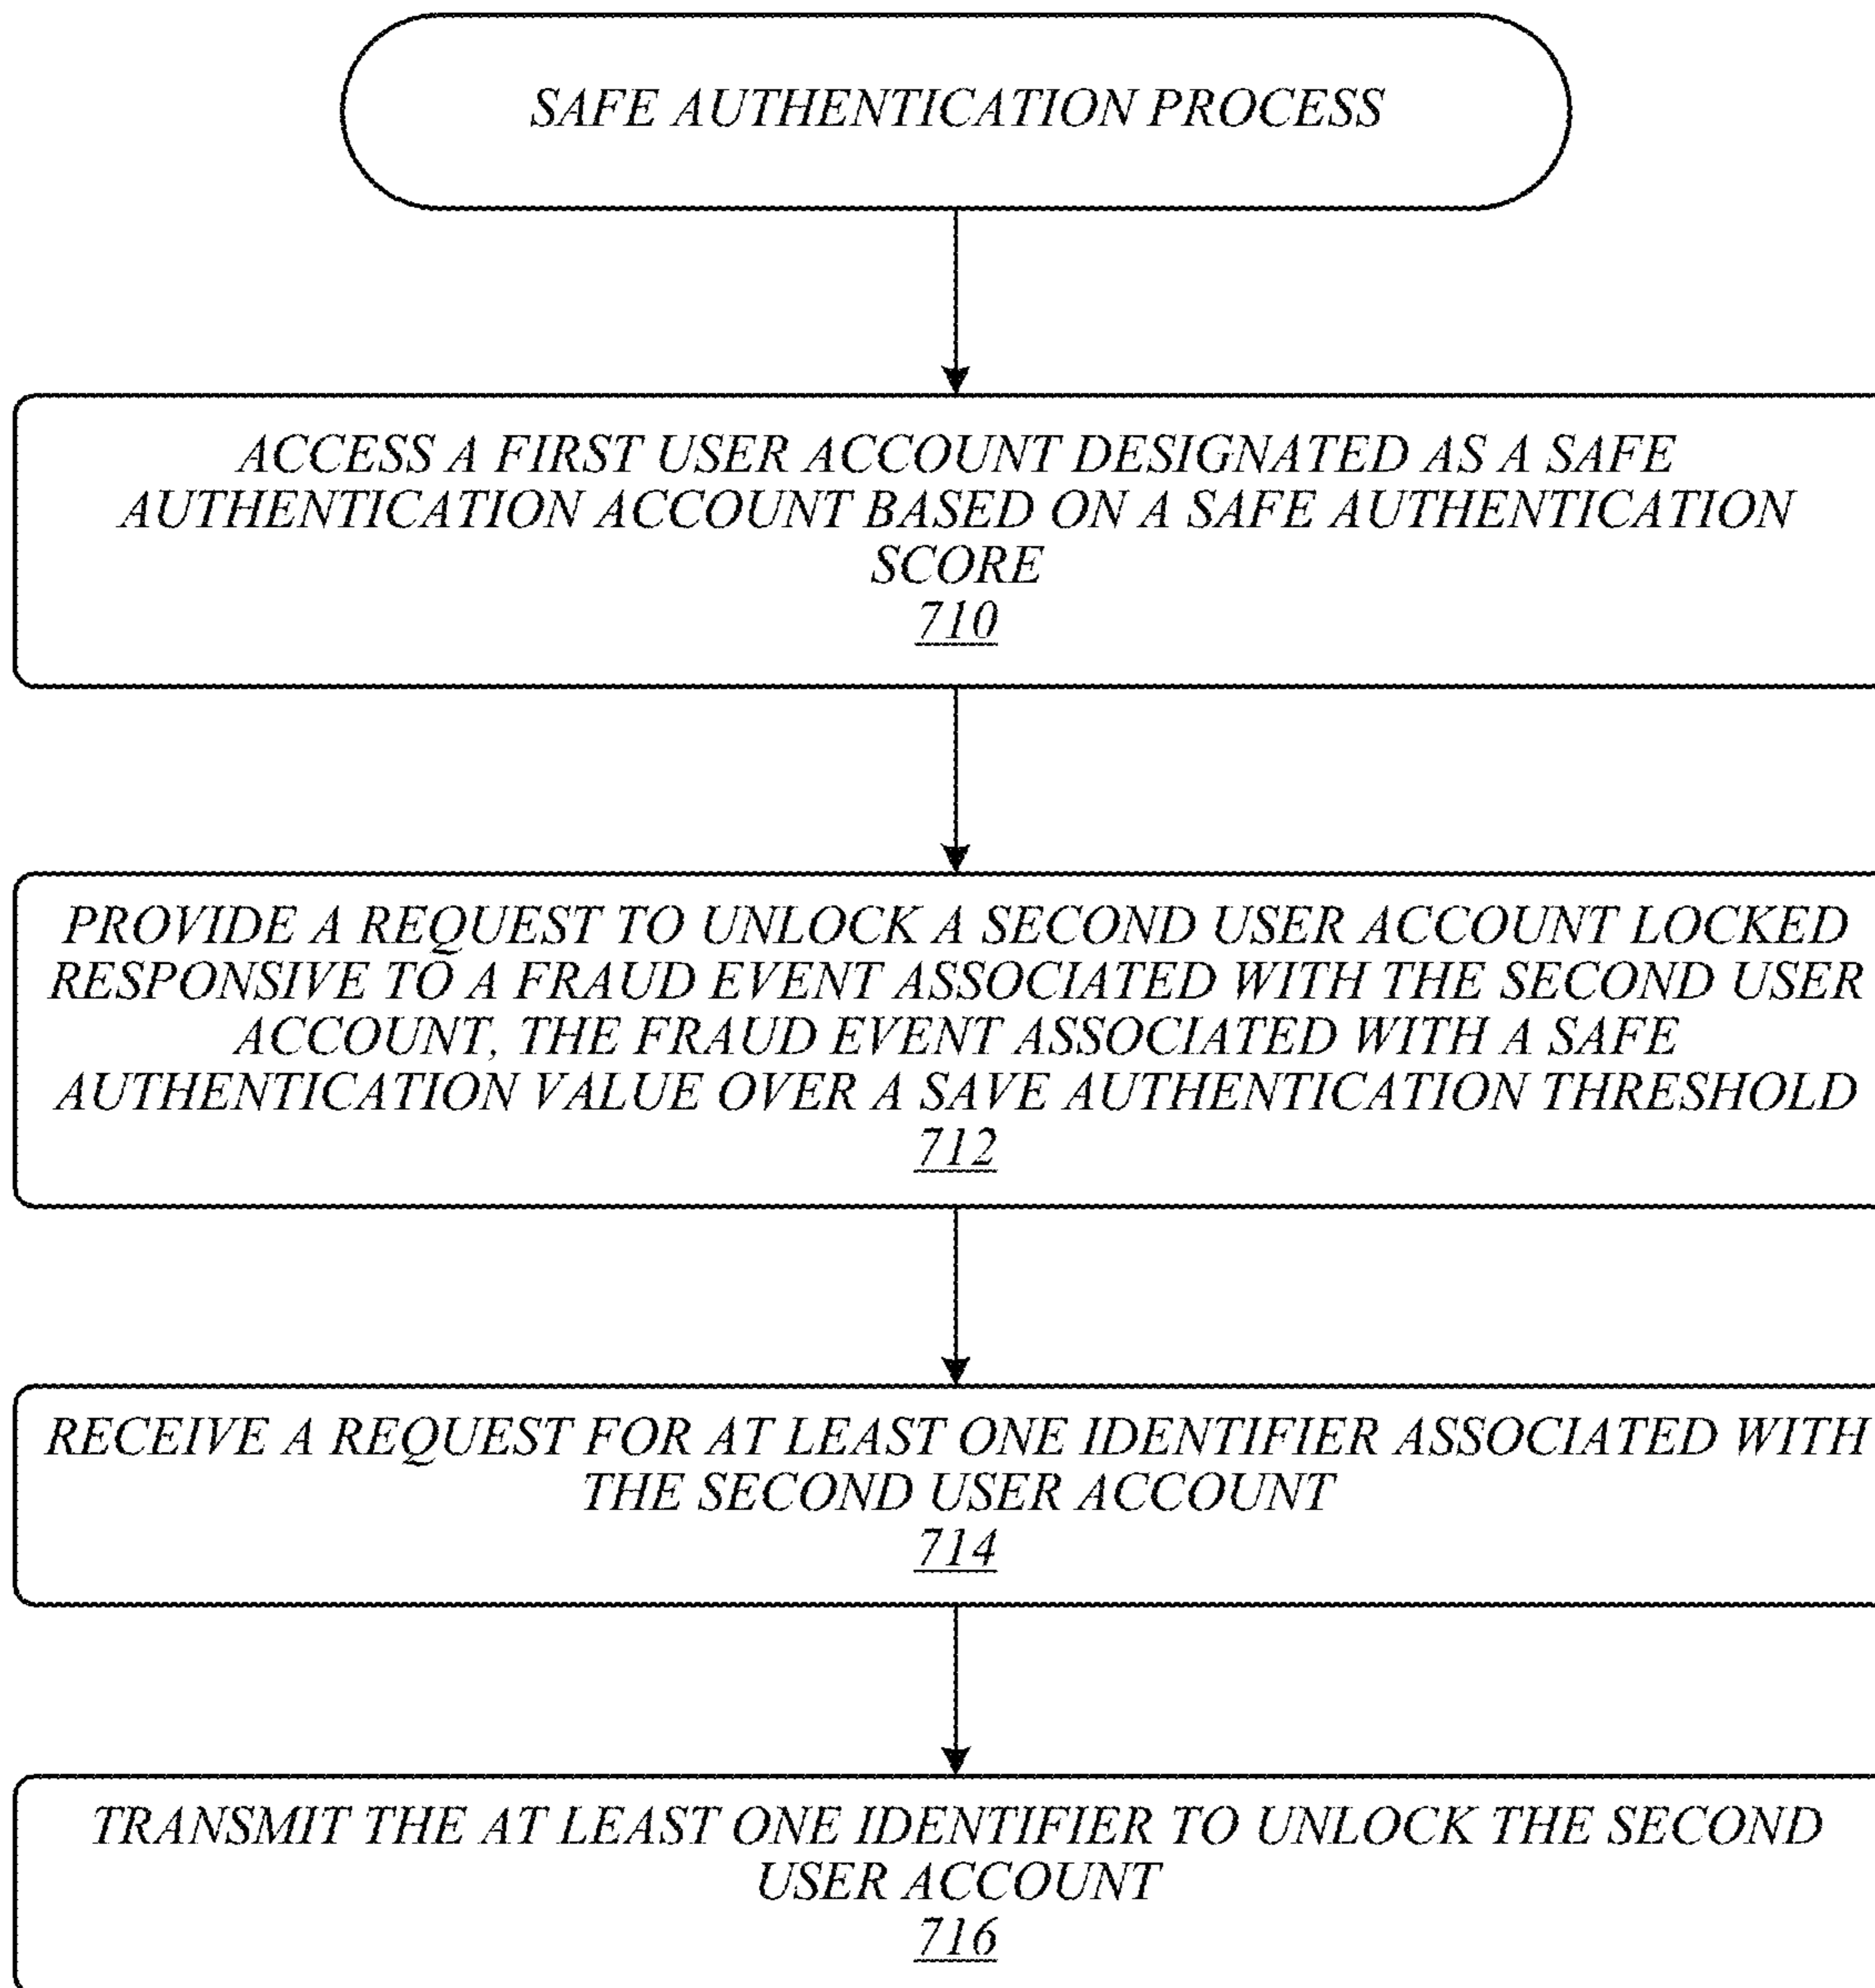 SAFE AUTHENTICATION PROCESS
ACCESS A FIRST USER ACCOUNT DESIGNATED AS A SAFE
AUTHENTICATION ACCOUNT BASED ON A SAFE AUTHENTICATION
SCORE
710
PROVIDE A REQUEST TO UNLOCK A SECOND USER ACCOUNT LOCKED
RESPONSIVE TO A FRAUD EVENT ASSOCIATED WITH THE SECOND USER
ACCOUNT, THE FRAUD EVENT ASSOCIATED WITH A SAFE
AUTHENTICATION VALUE OVER A SAVE AUTHENTICATION THRESHOLD
712
RECEIVE A REQUEST FOR AT LEAST ONE IDENTIFIER ASSOCIATED WITH
THE SECOND USER ACCOUNT
714
TRANSMIT THE AT LEAST ONE IDENTIFIER TO UNLOCK THE SECOND
USER ACCOUNT
716